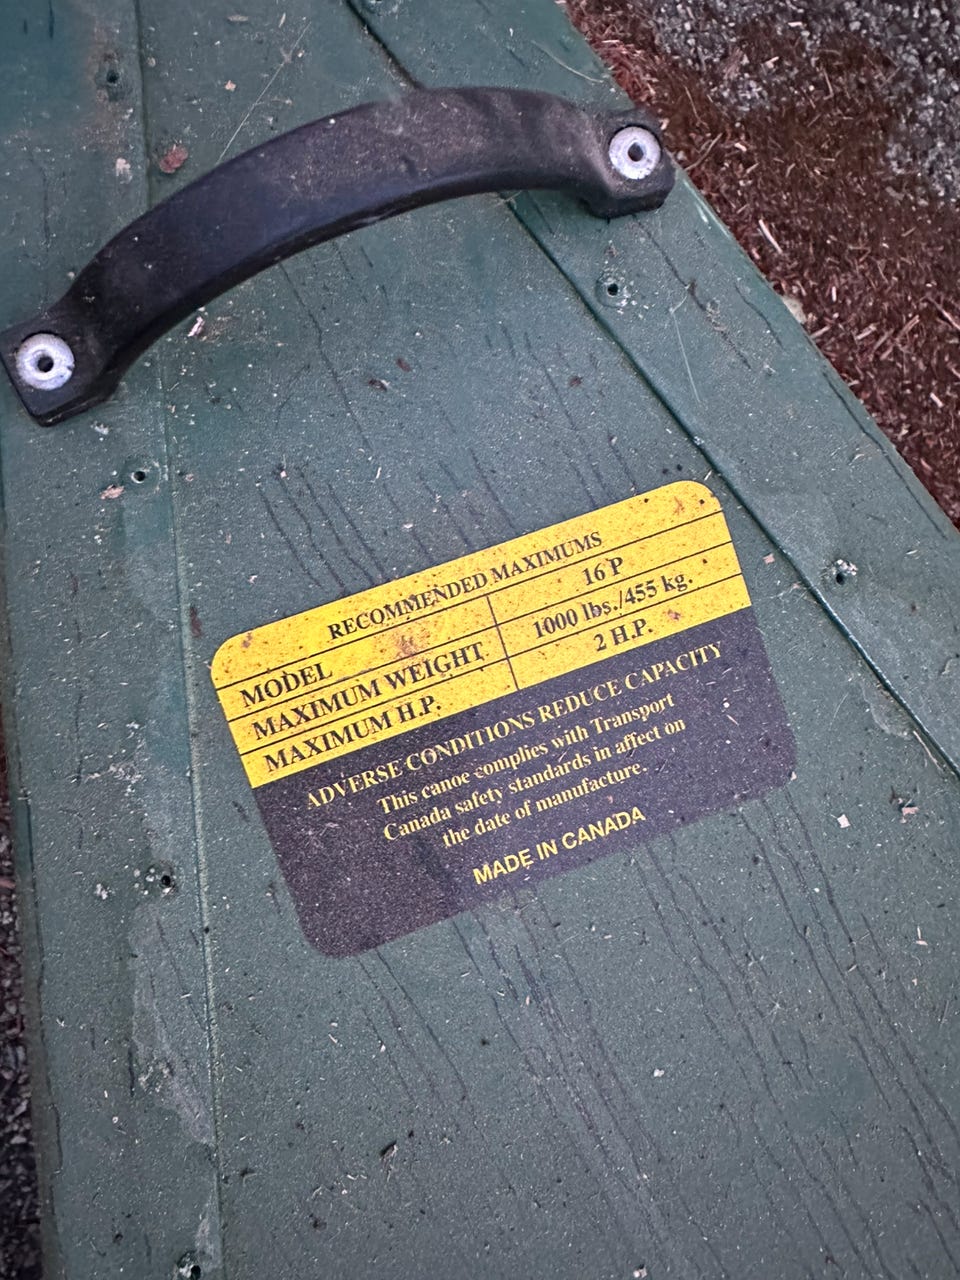 RECOMMENDED MAXIMUMS
MODEL 16 P
MAXIMUM WEIGHT 1000 lbs./455 kg.
MAXIMUM H.P. 2 H.P.
ADVERSE CONDITIONS REDUCE CAPACITY
This canoe complies with Transport
Canada safety standards in affect on
the date of manufacture.
MADE IN CANADA